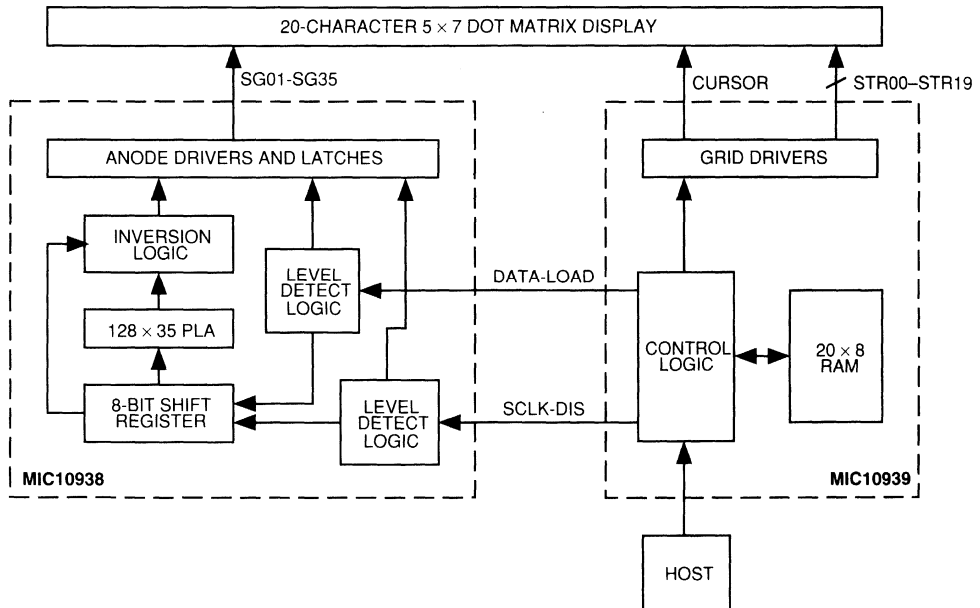 20-CHARACTER 5 × 7 DOT MATRIX DISPLAY
SG01-SG35
CURSOR
STR00–STR19
ANODE DRIVERS AND LATCHES
GRID DRIVERS
INVERSION
LOGIC
LEVEL
DETECT
LOGIC
DATA-LOAD
128 × 35 PLA
CONTROL
LOGIC
20 × 8
RAM
8-BIT SHIFT
REGISTER
LEVEL
DETECT
LOGIC
SCLK-DIS
MIC10938
MIC10939
HOST